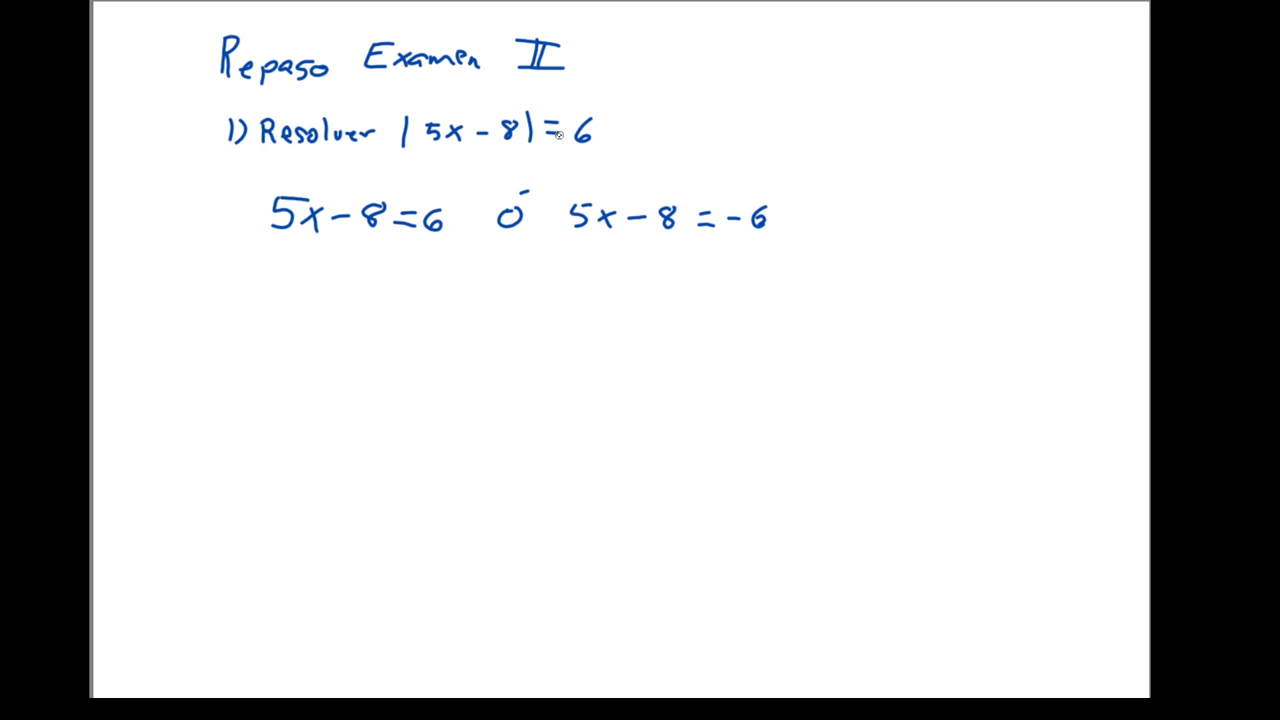 Repaso Examen II
1) Resolver |5x - 8| = 6
5x - 8 = 6 ó 5x - 8 = - 6